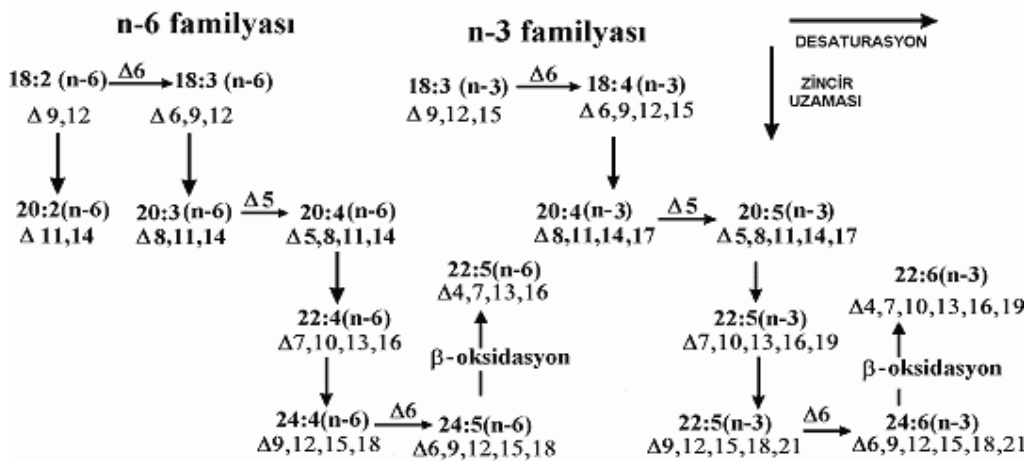 n-6 familyası
n-3 familyası
DESATURASYON
ZİNCİR
UZAMASI
18:2 (n-6)
Δ6
18:3 (n-6)
Δ 9,12
Δ 6,9,12
20:2(n-6)
Δ 11,14
20:3(n-6)
Δ8,11,14
Δ5
20:4(n-6)
Δ5,8,11,14
22:4(n-6)
Δ7,10,13,16
24:4(n-6)
Δ9,12,15,18
Δ6
24:5(n-6)
Δ6,9,12,15,18
β-oksidasyon
22:5(n-6)
Δ4,7,13,16
18:3 (n-3)
Δ 9,12,15
Δ6
18:4 (n-3)
Δ 6,9,12,15
20:4(n-3)
Δ8,11,14,17
Δ5
20:5(n-3)
Δ5,8,11,14,17
22:5(n-3)
Δ7,10,13,16,19
22:5(n-3)
Δ9,12,15,18,21
Δ6
24:6(n-3)
Δ6,9,12,15,18,21
β-oksidasyon
22:6(n-3)
Δ4,7,10,13,16,19